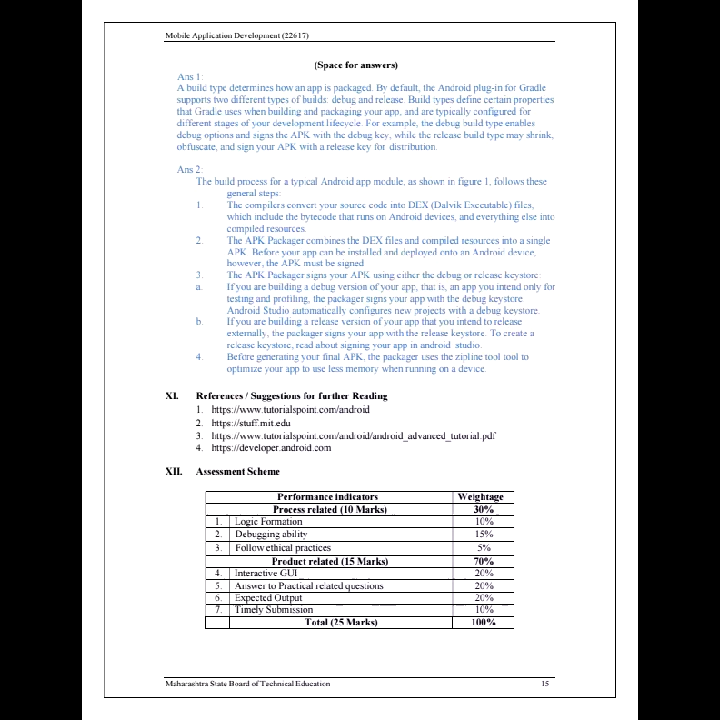 Mobile Application Development (22617)
(Space for answers)
Ans 1:
A build type determines how an app is packaged. By default, the Android plug-in for Gradle
supports two different types of builds: debug and release. Build types define certain properties
that Gradle uses when building and packaging your app, and are typically configured for
different stages of your development lifecycle. For example, the debug build type enables
debug options and signs the APK with the debug key, while the release build type may shrink,
obfuscate, and sign your APK with a release key for distribution.
Ans 2:
The build process for a typical Android app module, as shown in figure 1, follows these
general steps:
1. The compilers convert your source code into DEX (Dalvik Executable) files,
which include the bytecode that runs on Android devices, and everything else into
compiled resources.
2. The APK Packager combines the DEX files and compiled resources into a single
APK. Before your app can be installed and deployed onto an Android device,
however, the APK must be signed
3. The APK Packager signs your APK using either the debug or release keystore:
a. If you are building a debug version of your app, that is, an app you intend only for
testing and profiling, the packager signs your app with the debug keystore.
Android Studio automatically configures new projects with a debug keystore.
b. If you are building a release version of your app that you intend to release
externally, the packager signs your app with the release keystore. To create a
release keystore, read about signing your app in android studio.
4. Before generating your final APK, the packager uses the zipline tool tool to
optimize your app to use less memory when running on a device.
XI. References / Suggestions for further Reading
1. https://www.tutorialspoint.com/android
2. https://stuff.mit.edu
3. https://www.tutorialspoint.com/android/android_advanced_tutorial.pdf
4. https://developer.android.com
XII. Assessment Scheme
Performance indicators Weightage
Process related (10 Marks) 30%
1. Logic Formation 10%
2. Debugging ability 15%
3. Follow ethical practices 5%
Product related (15 Marks) 70%
4. Interactive GUI 20%
5. Answer to Practical related questions 20%
6. Expected Output 20%
7. Timely Submission 10%
Total (25 Marks) 100%
Maharashtra State Board of Technical Education 15